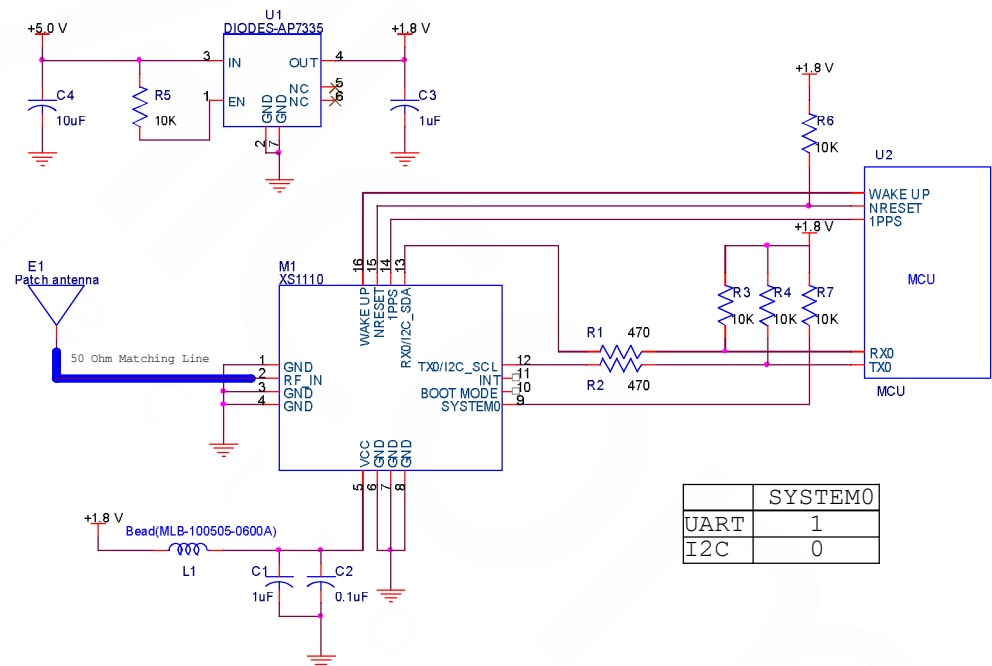 U1
DIODES-AP7335
+5.0 V
+1.8 V
3
IN
OUT
4
C4
10uF
R5
10K
1
EN
NC
5
NC
6
GND
GND
2
7
C3
1uF
+1.8 V
R6
10K
U2
WAKE UP
NRESET
1PPS
+1.8 V
MCU
R3
10K
R4
10K
R7
10K
RX0
TX0
MCU
E1
Patch antenna
50 Ohm Matching Line
M1
XS1110
16
15
14
13
WAKE UP
NRESET
1PPS
RX0/I2C_SDA
1
GND
2
RF_IN
3
GND
4
GND
TX0/I2C_SCL
12
INT
11
BOOT MODE
10
SYSTEM0
9
R1
470
R2
470
VCC
GND
GND
GND
5
6
7
8
+1.8 V
Bead(MLB-100505-0600A)
L1
C1
1uF
C2
0.1uF
SYSTEM0
UART 1
I2C 0